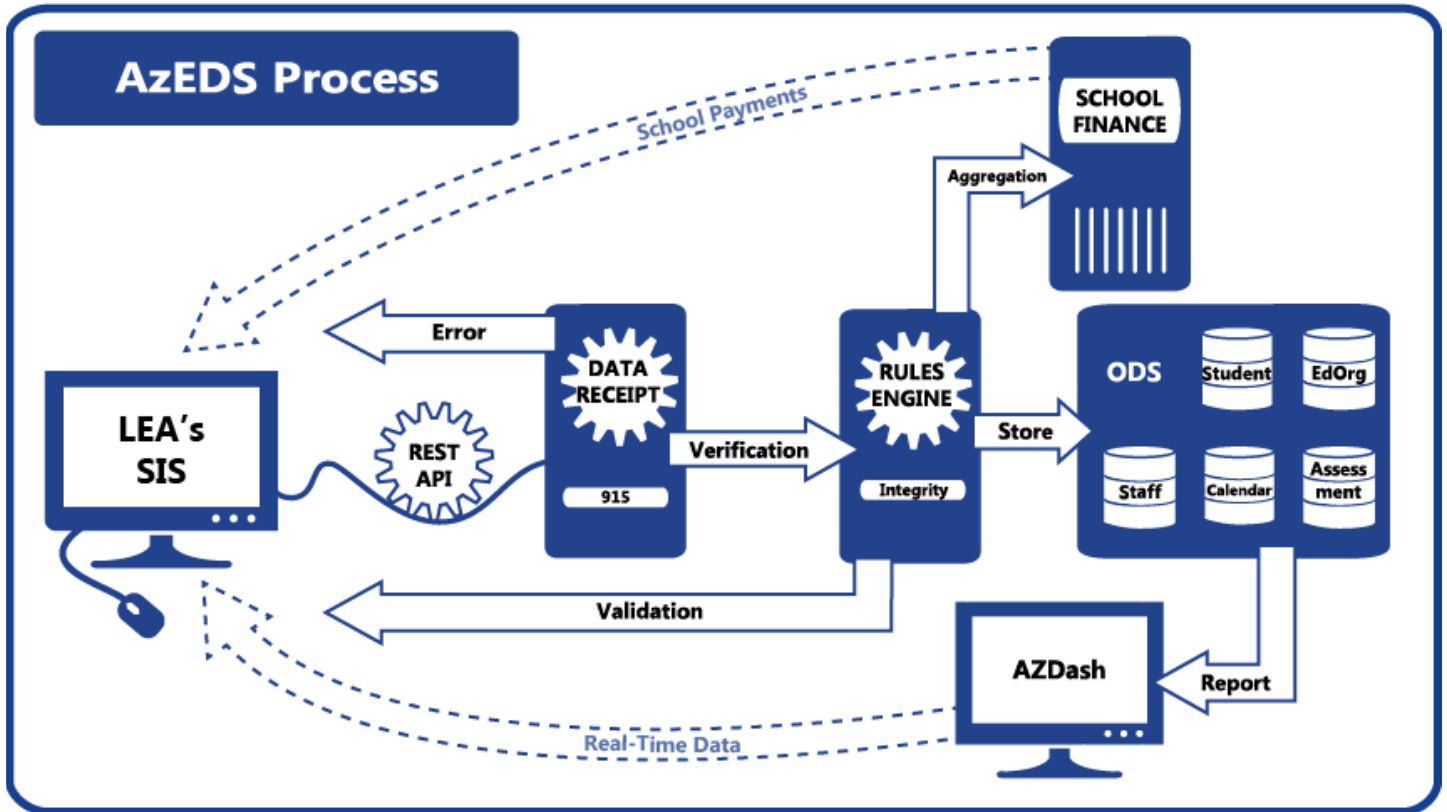 AzEDS Process
School Payments
SCHOOL
FINANCE
Aggregation
Error
DATA
RECEIPT
915
RULES
ENGINE
Integrity
ODS
Student
EdOrg
Staff
Calendar
Assess
ment
LEA's
SIS
REST
API
Verification
Store
Validation
AZDash
Report
Real-Time Data